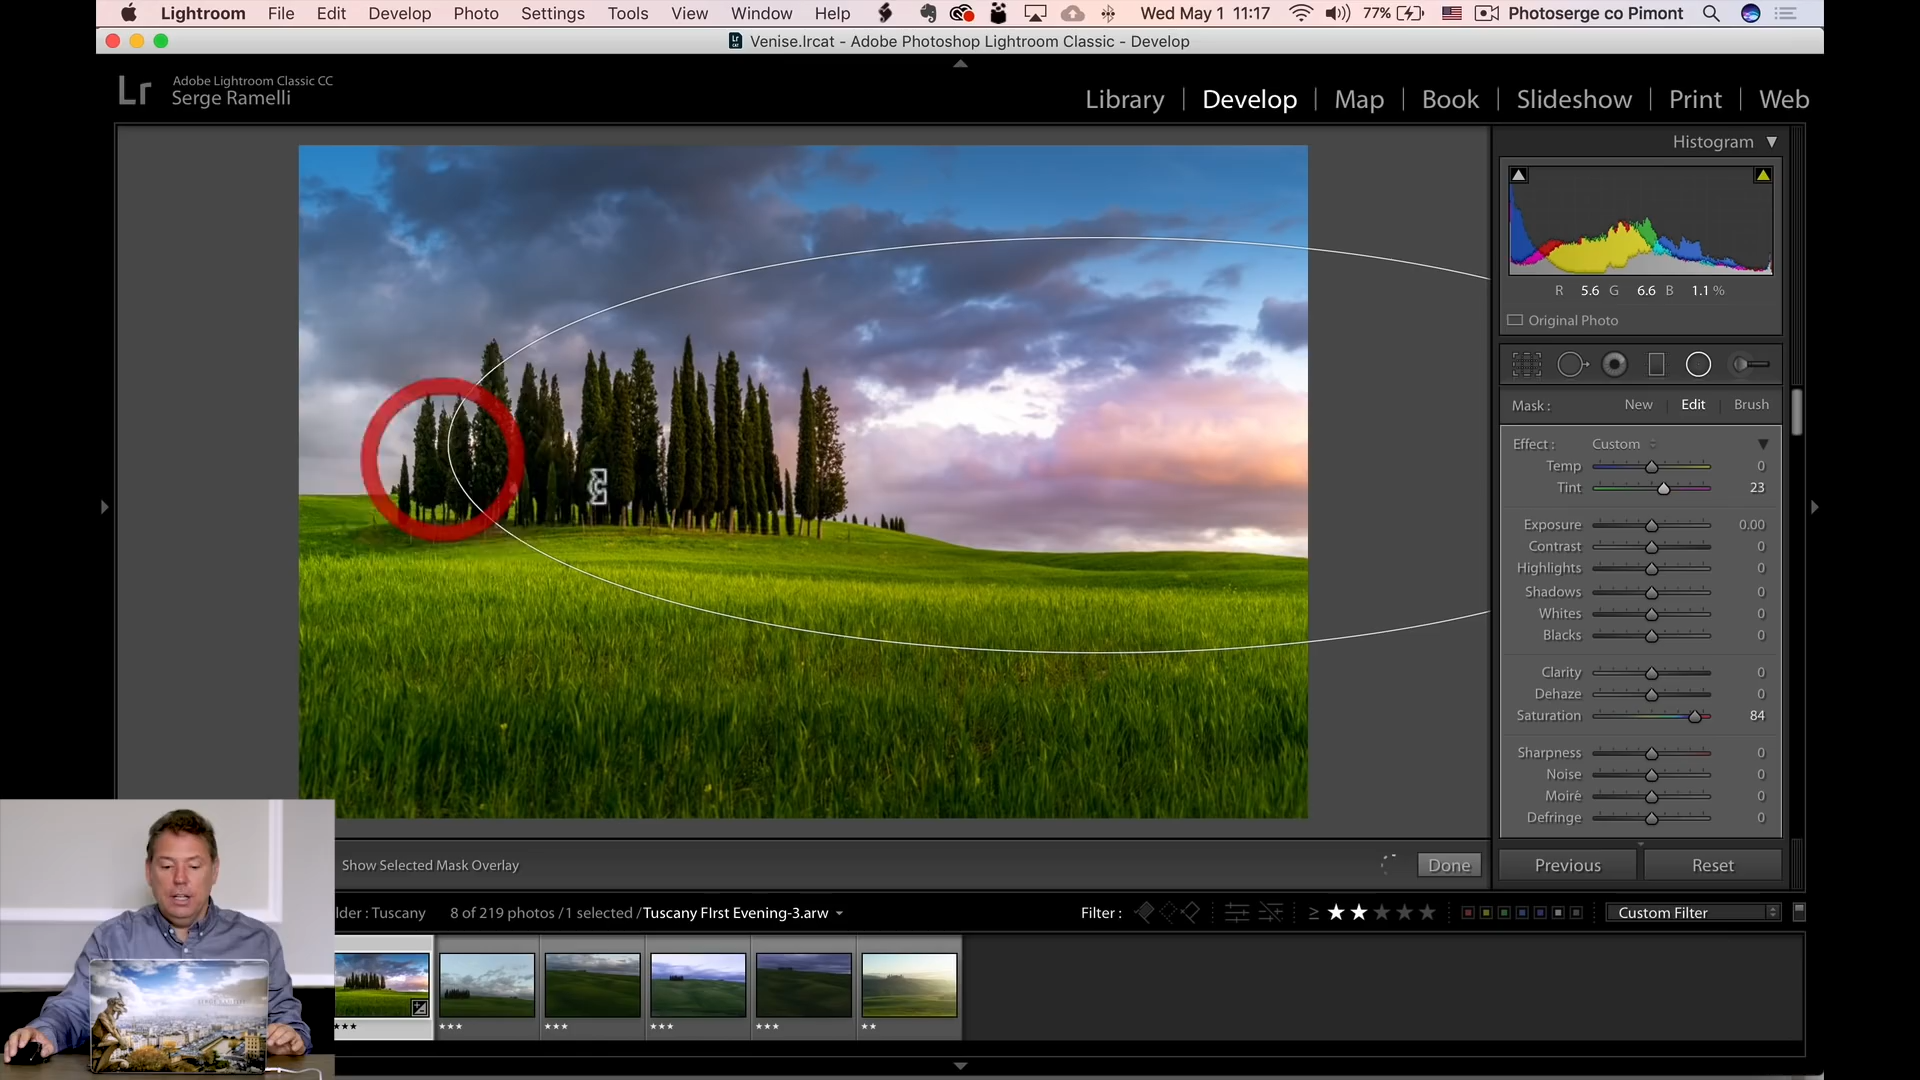 Lightroom File Edit Develop Photo Settings Tools View Window Help Wed May 1 11:17 77% Photoserge co Pimont
Venise.lrcat - Adobe Photoshop Lightroom Classic - Develop
Lr Adobe Lightroom Classic CC
Serge Ramelli
Library | Develop | Map | Book | Slideshow | Print | Web
Histogram
R 5.6 G 6.6 B 1.1 %
Original Photo
Mask : New | Edit | Brush
Effect : Custom
Temp 0
Tint 23
Exposure 0.00
Contrast 0
Highlights 0
Shadows 0
Whites 0
Blacks 0
Clarity 0
Dehaze 0
Saturation 84
Sharpness 0
Noise 0
Moiré 0
Defringe 0
Show Selected Mask Overlay Done Previous Reset
lder : Tuscany 8 of 219 photos /1 selected /Tuscany FIrst Evening-3.arw Filter : ≥ ★★★★★ Custom Filter
★★★ ★★★ ★★★ ★★★ ★★★ ★★